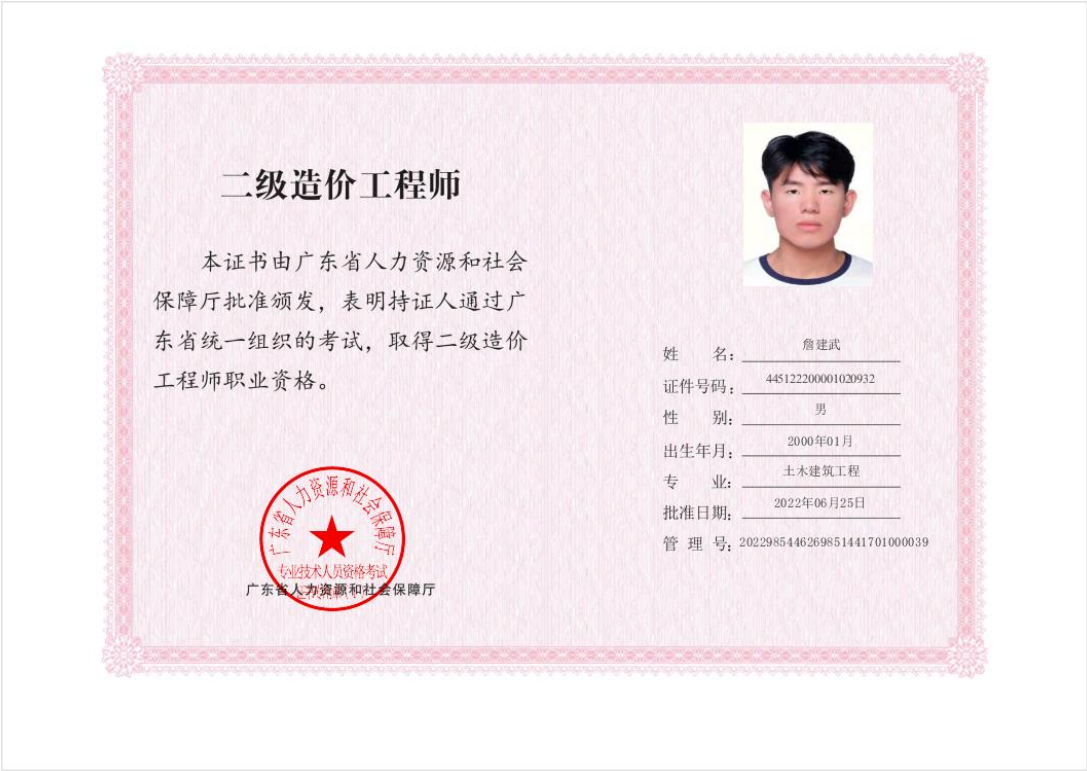 二级造价工程师
本证书由广东省人力资源和社会
保障厅批准颁发，表明持证人通过广
东省统一组织的考试，取得二级造价
工程师职业资格。
广东省人力资源和社会保障厅
专业技术人员资格考试
广东省人力资源和社会保障厅
姓名：詹建武
证件号码：445122200001020932
性别：男
出生年月：2000年01月
专业：土木建筑工程
批准日期：2022年06月25日
管理号：2022985446269851441701000039